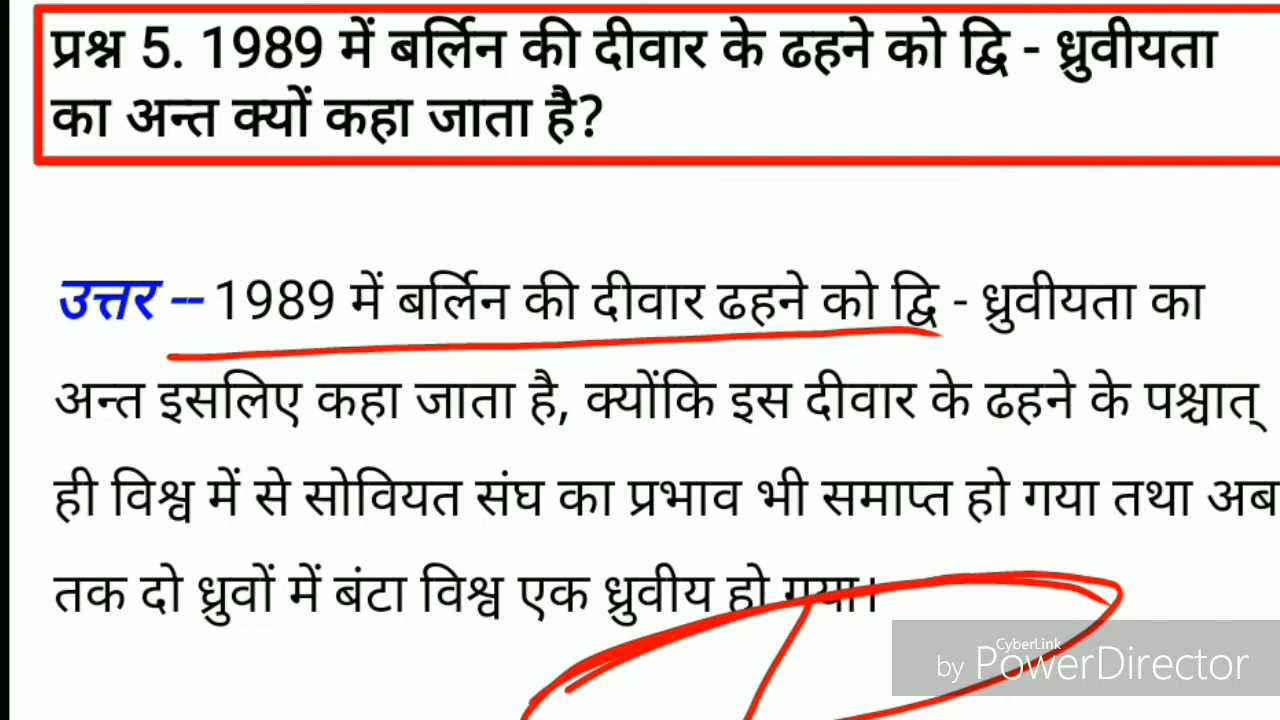 प्रश्न 5. 1989 में बर्लिन की दीवार के ढहने को द्वि - ध्रुवीयता
का अन्त क्यों कहा जाता है?
उत्तर -- 1989 में बर्लिन की दीवार ढहने को द्वि - ध्रुवीयता का
अन्त इसलिए कहा जाता है, क्योंकि इस दीवार के ढहने के पश्चात्
ही विश्व में से सोवियत संघ का प्रभाव भी समाप्त हो गया तथा अब
तक दो ध्रुवों में बंटा विश्व एक ध्रुवीय हो गया।
CyberLink
by PowerDirector